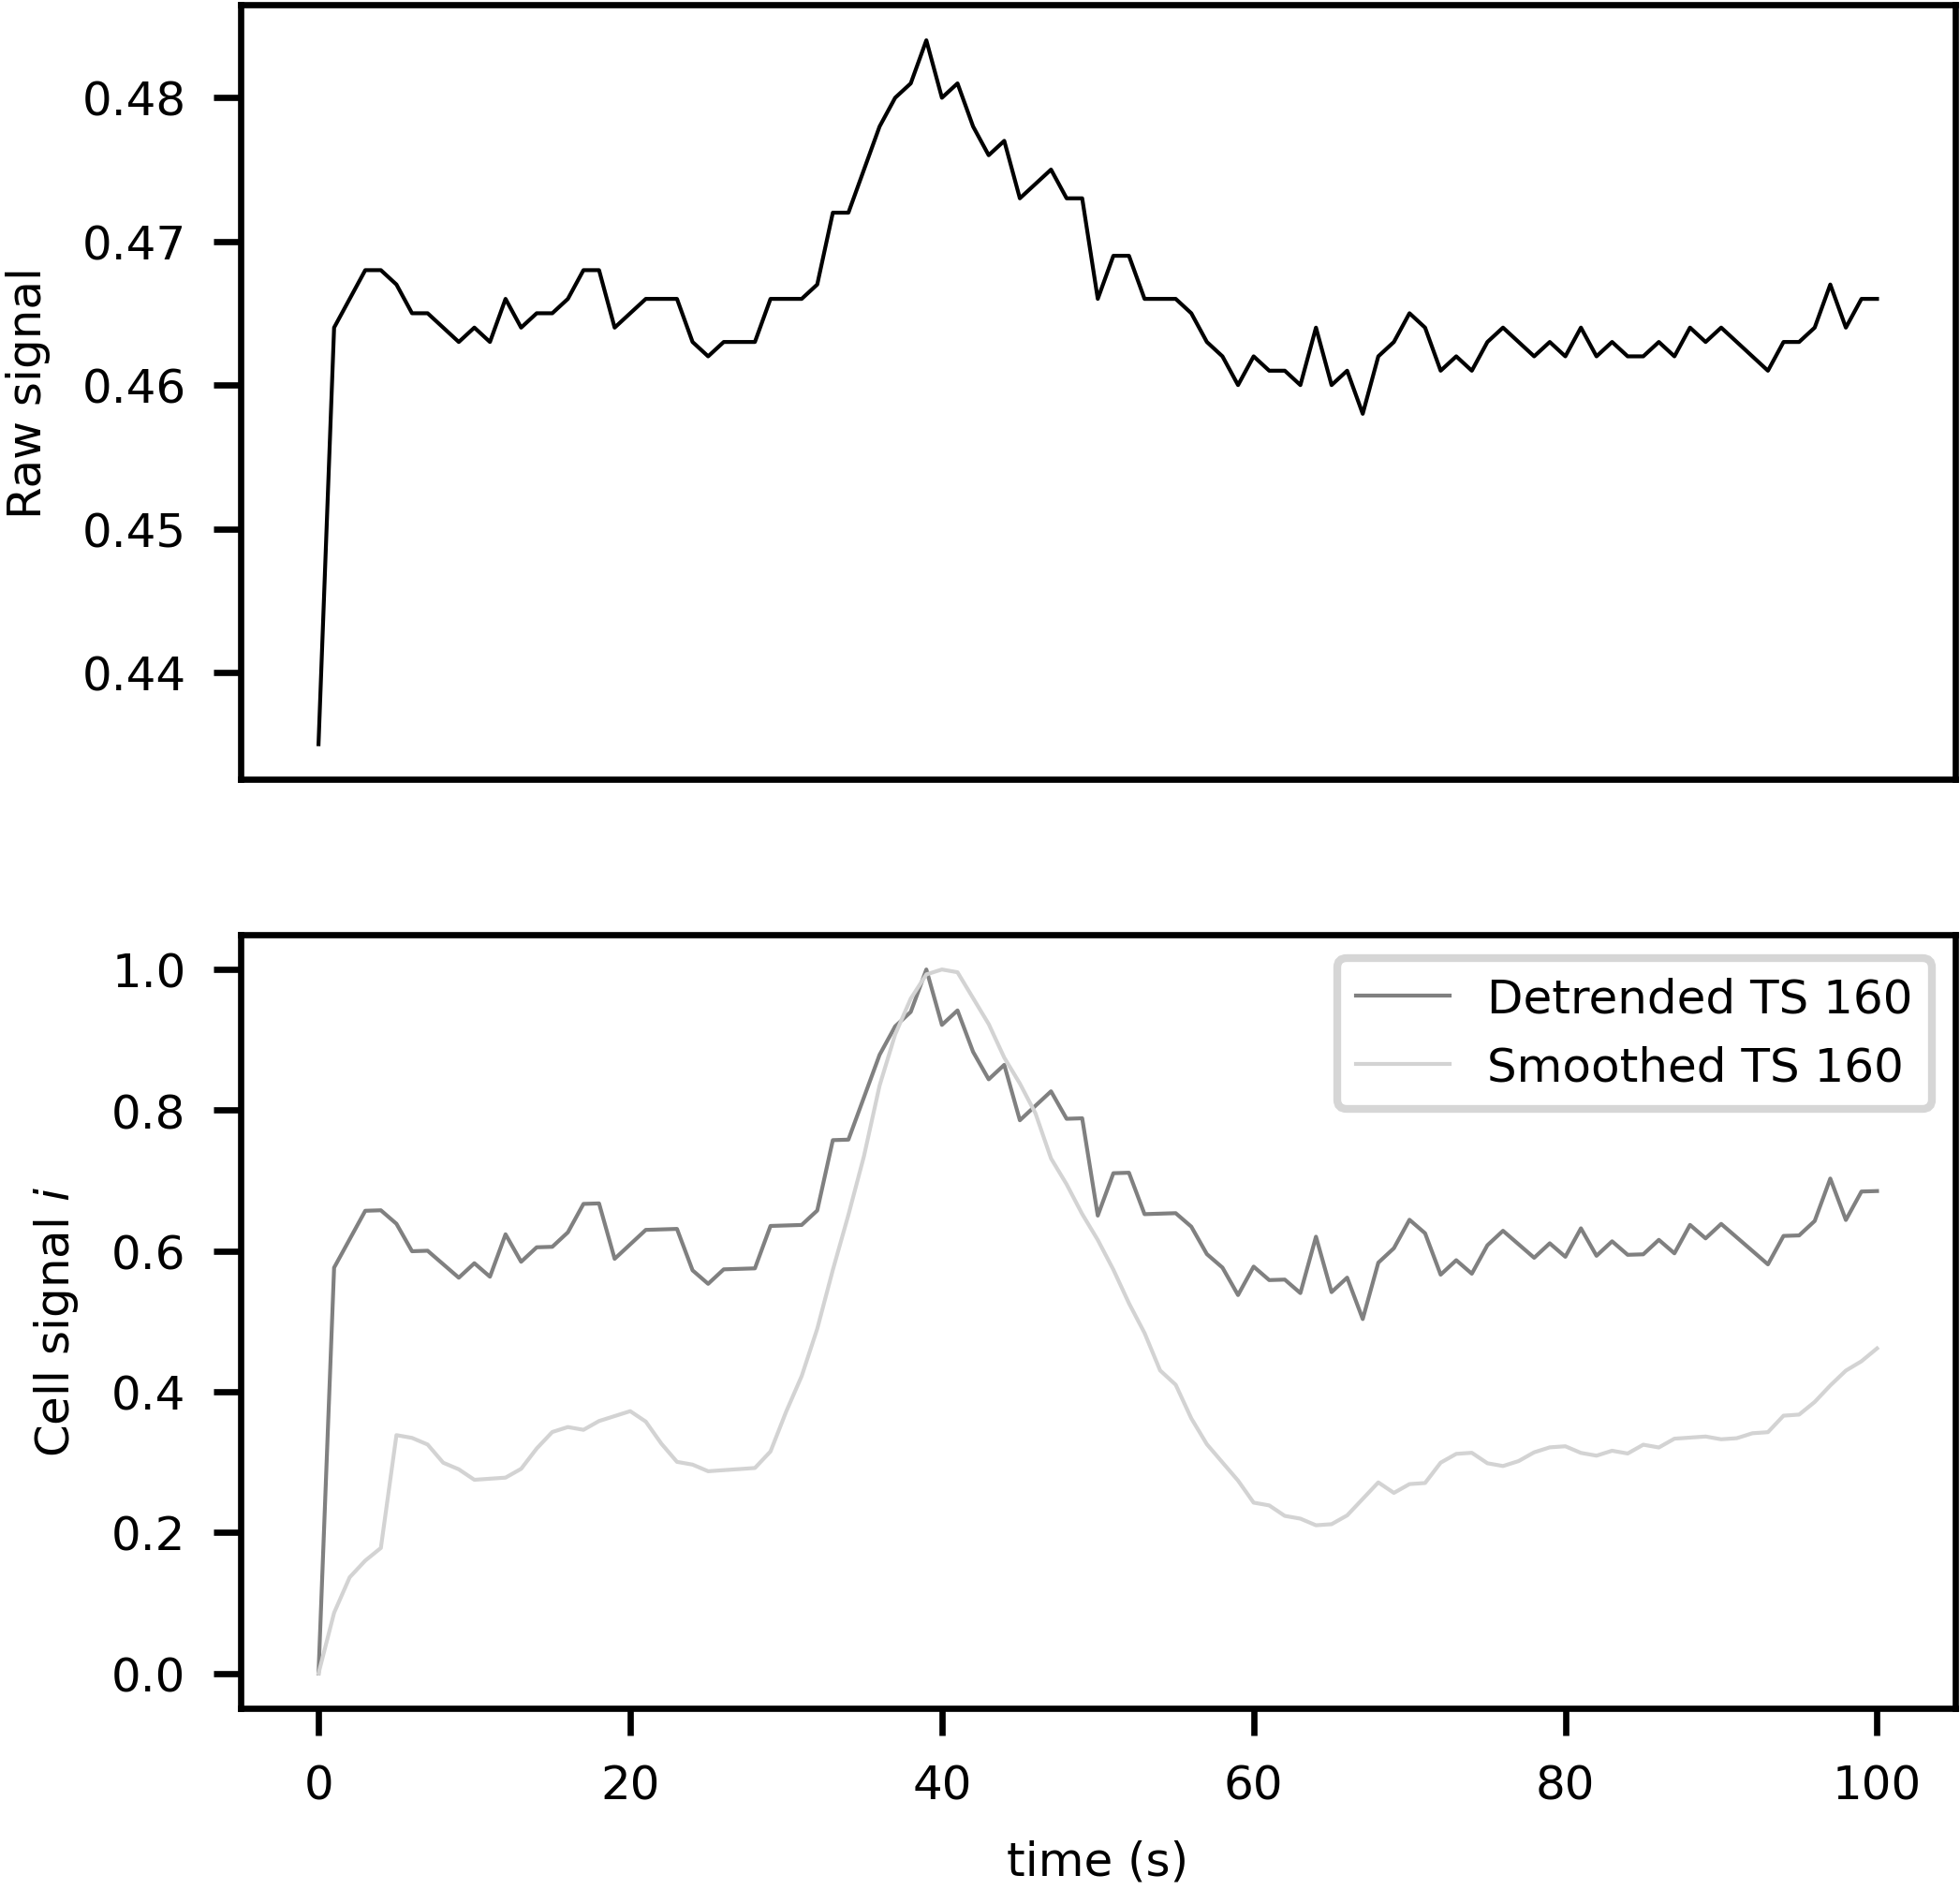 Raw signal
0.48
0.47
0.46
0.45
0.44
Cell signal i
1.0
0.8
0.6
0.4
0.2
0.0
Detrended TS 160
Smoothed TS 160
0 20 40 60 80 100
time (s)